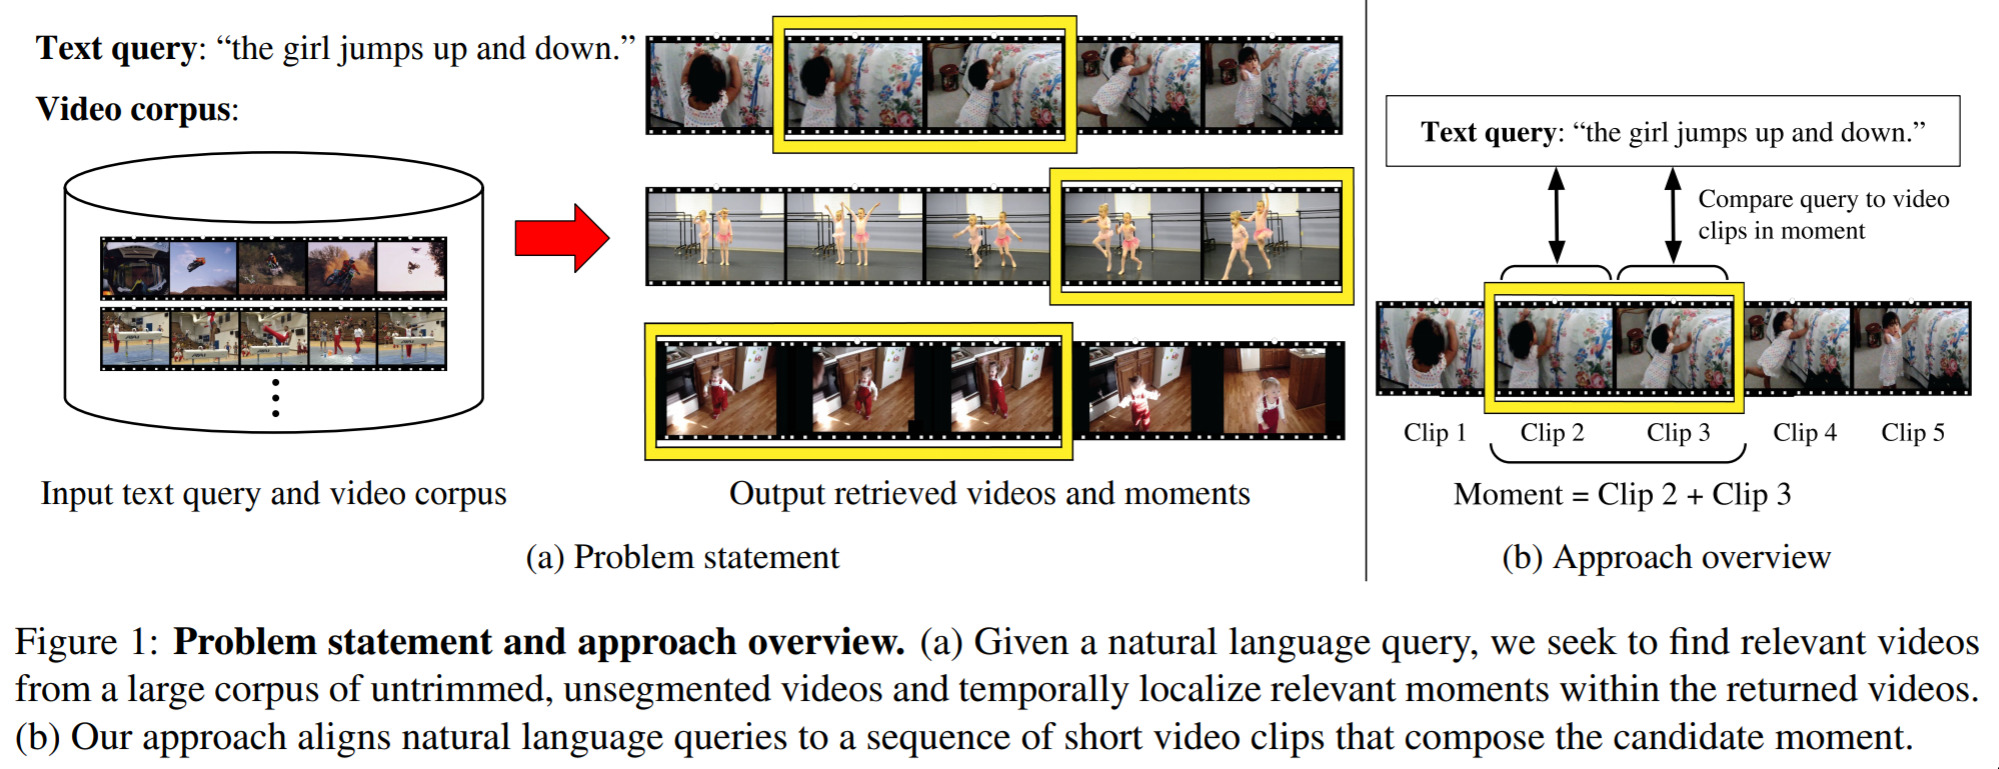 Text query: “the girl jumps up and down.”
Video corpus:
Input text query and video corpus
Output retrieved videos and moments
(a) Problem statement
Text query: “the girl jumps up and down.”
Compare query to video
clips in moment
Clip 1 Clip 2 Clip 3 Clip 4 Clip 5
Moment = Clip 2 + Clip 3
(b) Approach overview
Figure 1: Problem statement and approach overview. (a) Given a natural language query, we seek to find relevant videos
from a large corpus of untrimmed, unsegmented videos and temporally localize relevant moments within the returned videos.
(b) Our approach aligns natural language queries to a sequence of short video clips that compose the candidate moment.